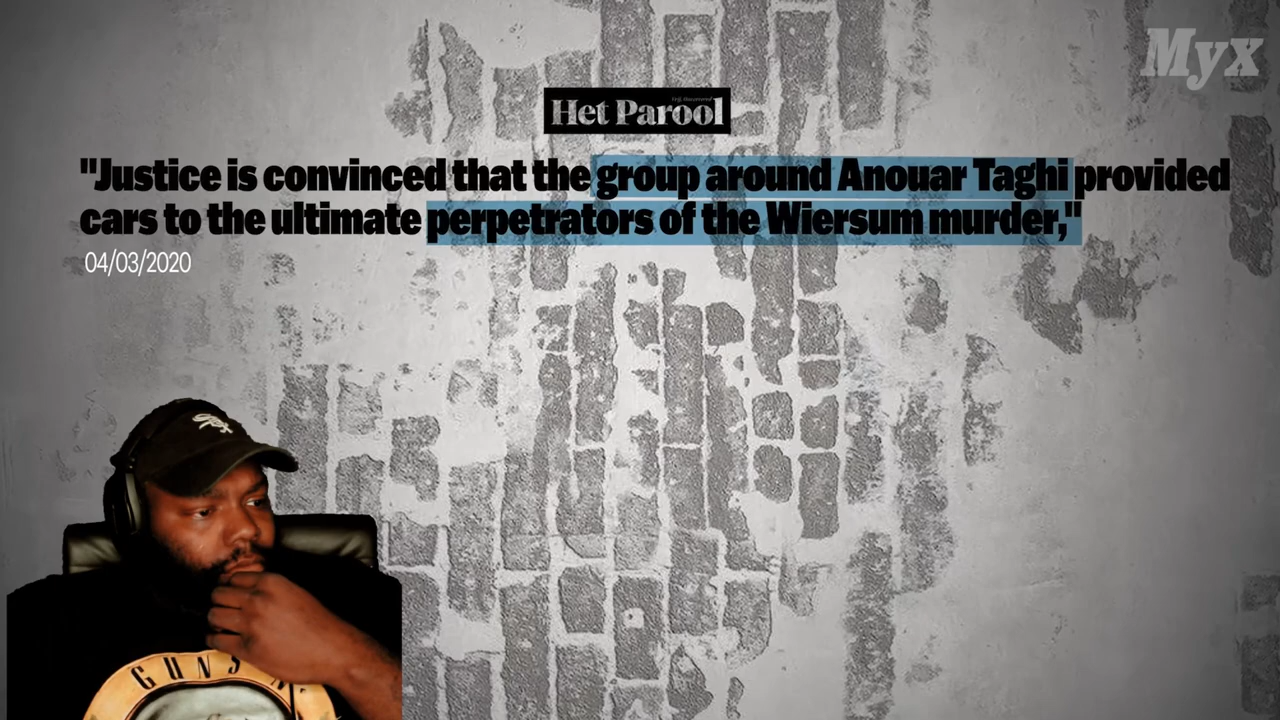 Myx
Het Parool
"Justice is convinced that the group around Anouar Taghi provided
cars to the ultimate perpetrators of the Wiersum murder,"
04/03/2020
GUNS